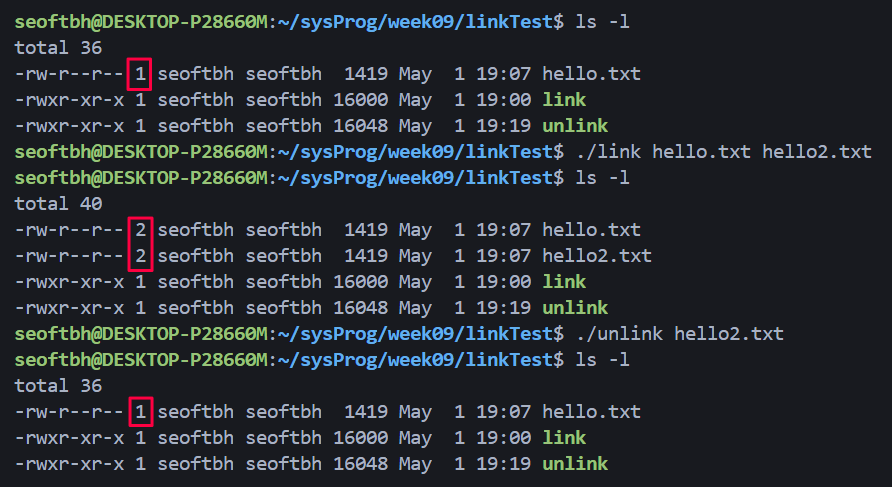 seoftbh@DESKTOP-P28660M:~/sysProg/week09/linkTest$ ls -l
total 36
-rw-r--r-- 1 seoftbh seoftbh  1419 May  1 19:07 hello.txt
-rwxr-xr-x 1 seoftbh seoftbh 16000 May  1 19:00 link
-rwxr-xr-x 1 seoftbh seoftbh 16048 May  1 19:19 unlink
seoftbh@DESKTOP-P28660M:~/sysProg/week09/linkTest$ ./link hello.txt hello2.txt
seoftbh@DESKTOP-P28660M:~/sysProg/week09/linkTest$ ls -l
total 40
-rw-r--r-- 2 seoftbh seoftbh  1419 May  1 19:07 hello.txt
-rw-r--r-- 2 seoftbh seoftbh  1419 May  1 19:07 hello2.txt
-rwxr-xr-x 1 seoftbh seoftbh 16000 May  1 19:00 link
-rwxr-xr-x 1 seoftbh seoftbh 16048 May  1 19:19 unlink
seoftbh@DESKTOP-P28660M:~/sysProg/week09/linkTest$ ./unlink hello2.txt
seoftbh@DESKTOP-P28660M:~/sysProg/week09/linkTest$ ls -l
total 36
-rw-r--r-- 1 seoftbh seoftbh  1419 May  1 19:07 hello.txt
-rwxr-xr-x 1 seoftbh seoftbh 16000 May  1 19:00 link
-rwxr-xr-x 1 seoftbh seoftbh 16048 May  1 19:19 unlink